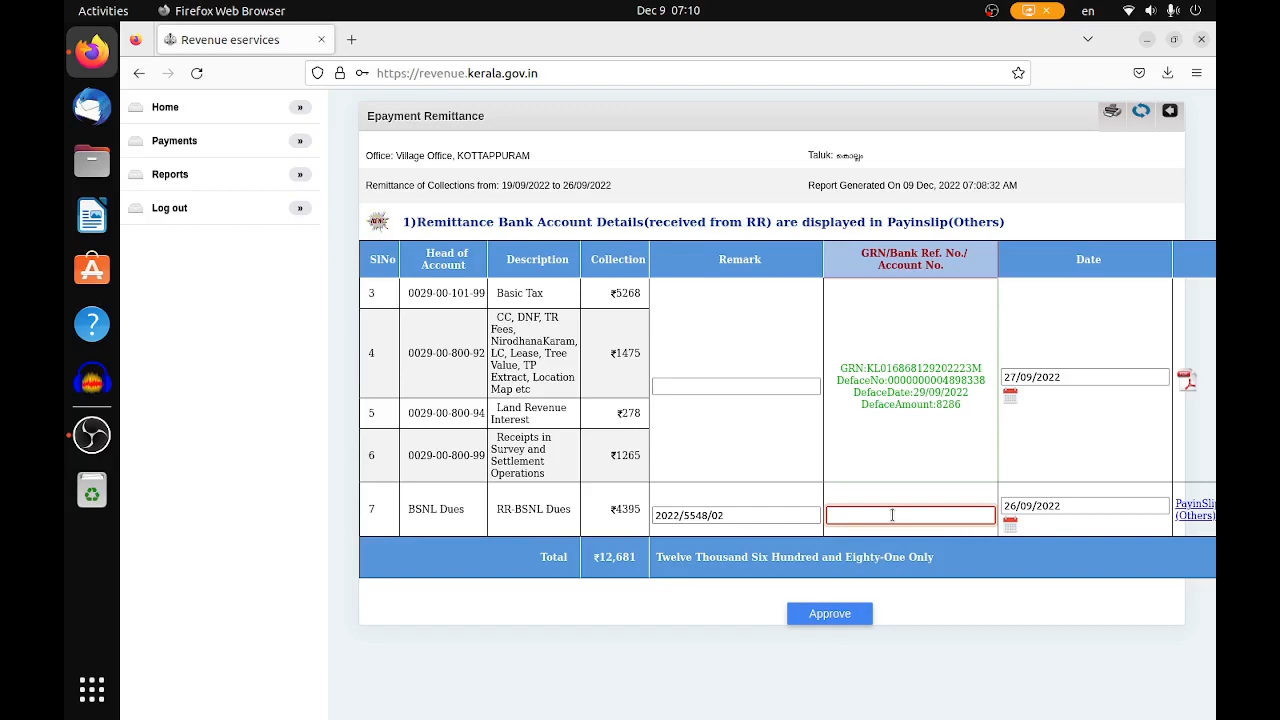 Activities
Firefox Web Browser
Dec 9 07:10
en
Revenue eservices
https://revenue.kerala.gov.in
Home »
Payments »
Reports »
Log out »
Epayment Remittance
Office: Village Office, KOTTAPPURAM
Taluk: കൊല്ലം
Remittance of Collections from: 19/09/2022 to 26/09/2022
Report Generated On 09 Dec, 2022 07:08:32 AM
1)Remittance Bank Account Details(received from RR) are displayed in Payinslip(Others)
SlNo
Head of
Account
Description
Collection
Remark
GRN/Bank Ref. No./
Account No.
Date
3
0029-00-101-99
Basic Tax
₹5268
4
0029-00-800-92
CC, DNF, TR
Fees,
NirodhanaKaram,
LC, Lease, Tree
Value, TP
Extract, Location
Map etc
₹1475
5
0029-00-800-94
Land Revenue
Interest
₹278
6
0029-00-800-99
Receipts in
Survey and
Settlement
Operations
₹1265
GRN:KL016868129202223M
DefaceNo:0000000004898338
DefaceDate:29/09/2022
DefaceAmount:8286
27/09/2022
7
BSNL Dues
RR-BSNL Dues
₹4395
2022/5548/02
26/09/2022
PayinSlip
(Others)
Total
₹12,681
Twelve Thousand Six Hundred and Eighty-One Only
Approve